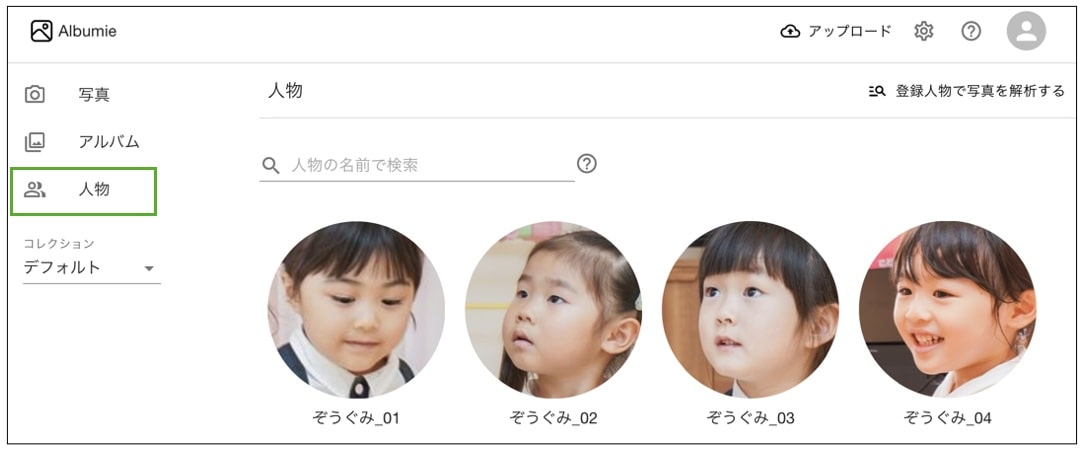 Albumie
アップロード
写真
アルバム
人物
コレクション
デフォルト
人物
登録人物で写真を解析する
人物の名前で検索
ぞうぐみ_01
ぞうぐみ_02
ぞうぐみ_03
ぞうぐみ_04